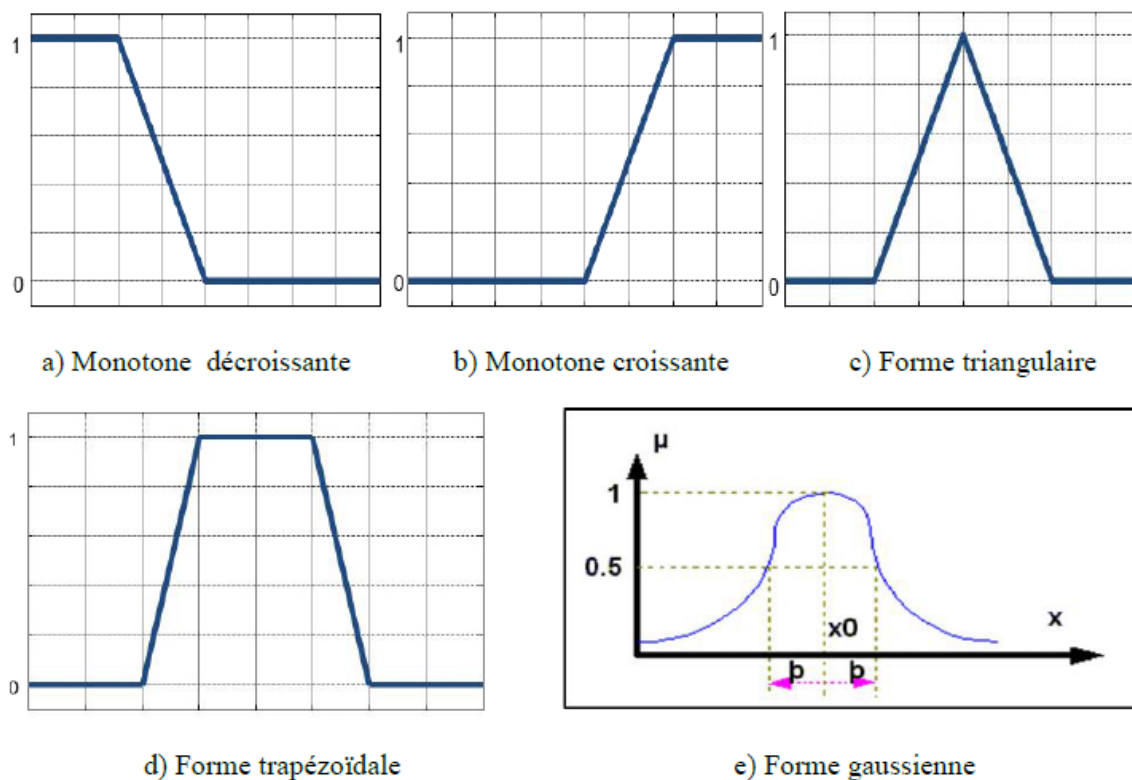 1
0
1
0
1
0
a) Monotone décroissante
b) Monotone croissante
c) Forme triangulaire
1
0
µ
1
0.5
x0
x
b b
d) Forme trapézoïdale
e) Forme gaussienne